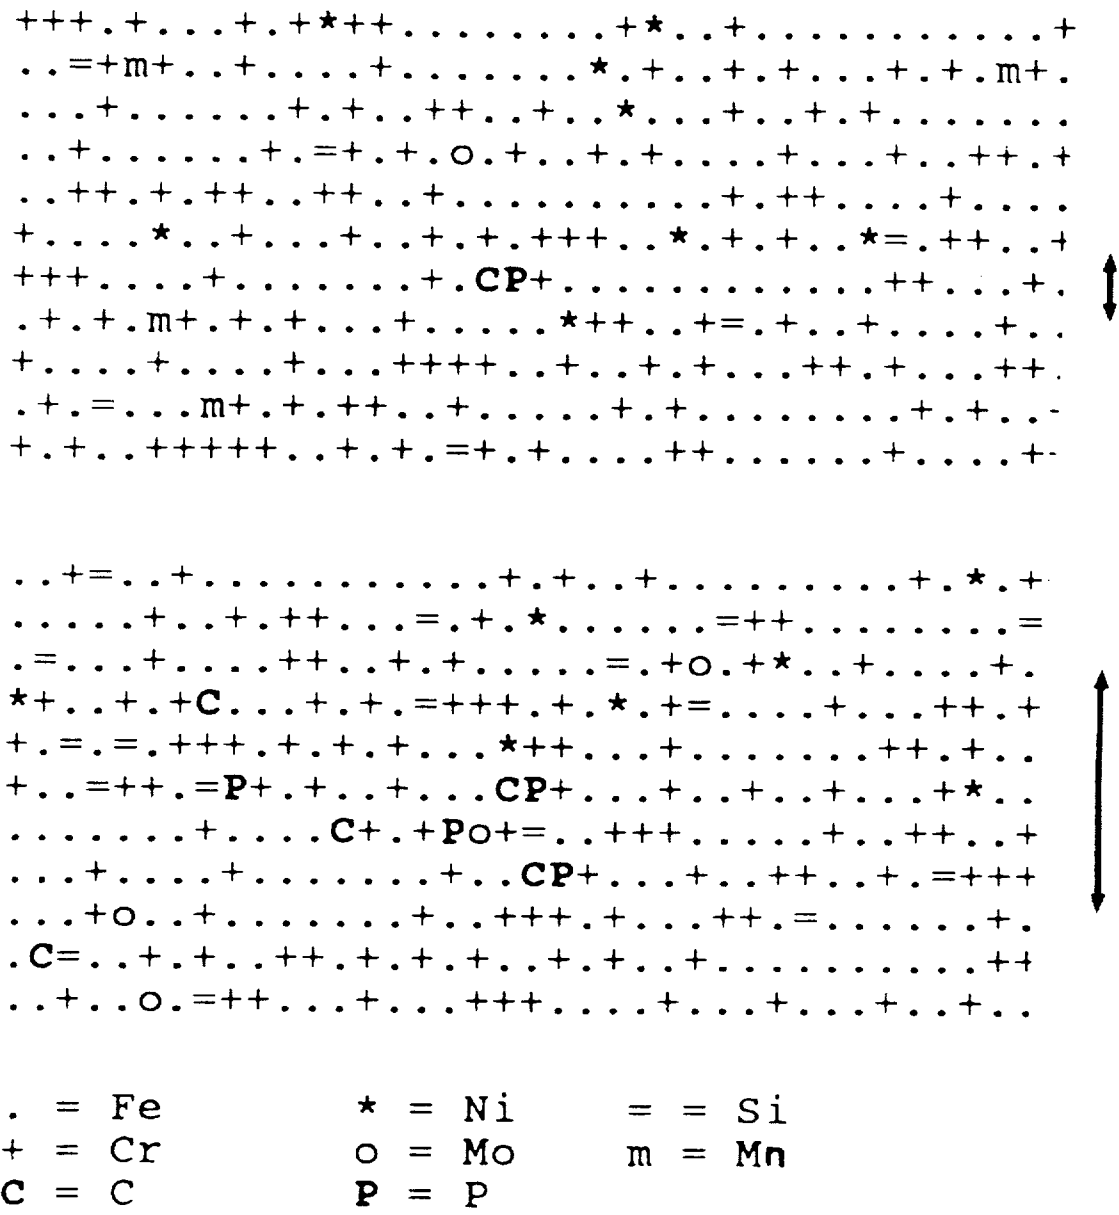 +++.+...+.+*++........+*..+...........+
..=+m+..+....+.......*.+..+.+...+.+.m+.
...+......+.+..++..+..*...+..+.+.......
..+......+.=+.+.o.+..+.+....+...+..++.+
..++.+.++..++..+..........+.++....+....
+....*..+...+..+.+.+++..*.+.+..*=.++..+
+++....+.......+.CP+............++...+.
.+.+.m+.+.+...+.....*++..+=.+..+....+..
+....+....+...++++..+..+.+...++.+...++.
.+.=...m+.+.++..+.....+.+........+.+..-
+.+..+++++..+.+.=+.+....++......+....+-
..+=..+...........+.+..+.........+.*.+
.....+..+.++...=.+.*......=++........=
.=...+....++..+.+.....=.+o.+*..+....+.
*+..+.+C...+.+.=+++.+.*.+=....+...++.+
+.=.=.+++.+.+.+...*++...+.......++.+..
+..=++.=P+.+..+...CP+...+..+..+...+*..
.......+....C+.+Po+=..+++.....+..++..+
...+....+.......+..CP+...+..++..+.=+++
...+o..+.......+..+++.+...++.=......+.
.C=..+.+..++.+.+.+..+.+..+..........++
..+..o.=++...+...+++....+...+...+..+..
. = Fe * = Ni = = Si
+ = Cr o = Mo m = Mn
C = C P = P